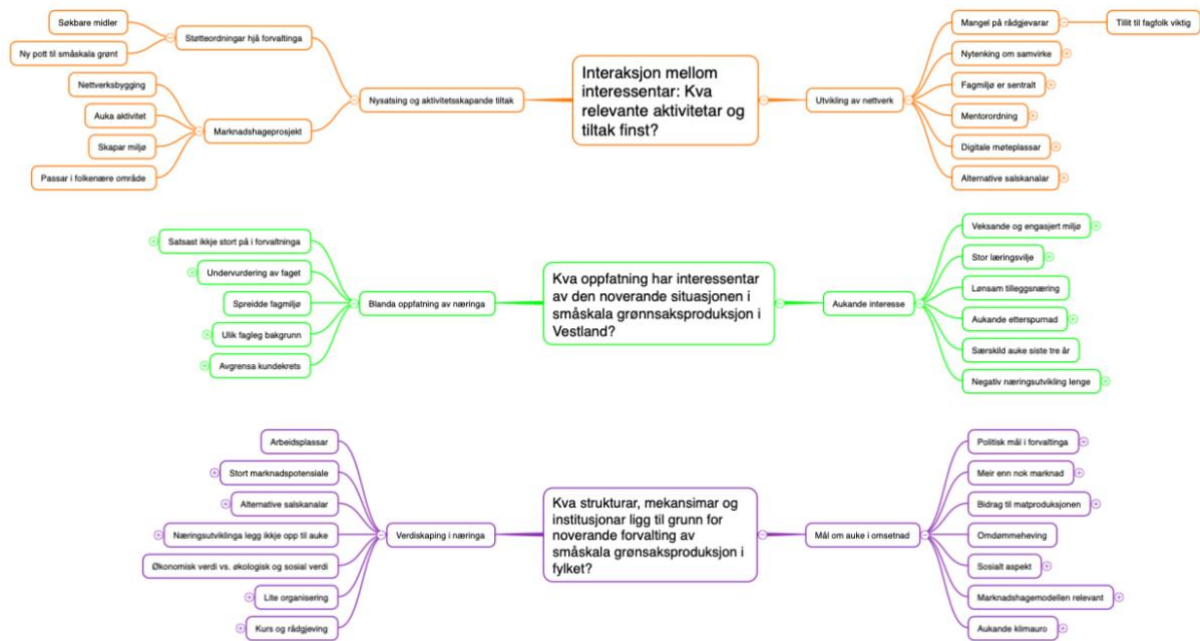 Søkbare midler
Ny pott til småskala grønt
Støtteordningar hjå forvaltinga
Nettverksbygging
Auka aktivitet
Skapar miljø
Passar i folkenære område
Marknadshageprosjekt
Nysatsing og aktivitetsskapande tiltak
Interaksjon mellom
interessentar: Kva
relevante aktivitetar og
tiltak finst?
Utvikling av nettverk
Mangel på rådgjevarar
Tillit til fagfolk viktig
Nytenking om samvirke
Fagmiljø er sentralt
Mentorordning
Digitale møteplassar
Alternative salskanalar
Satsast ikkje stort på i forvaltninga
Undervurdering av faget
Spreidde fagmiljø
Ulik fagleg bakgrunn
Avgrensa kundekrets
Blanda oppfatning av næringa
Kva oppfatning har interessentar
av den noverande situasjonen i
småskala grønnsaksproduksjon i
Vestland?
Aukande interesse
Veksande og engasjert miljø
Stor læringsvilje
Lønsam tilleggsnæring
Aukande etterspurnad
Særskild auke siste tre år
Negativ næringsutvikling lenge
Arbeidsplassar
Stort marknadspotensiale
Alternative salskanalar
Næringsutviklinga legg ikkje opp til auke
Økonomisk verdi vs. økologisk og sosial verdi
Lite organisering
Kurs og rådgjeving
Verdiskaping i næringa
Kva strukturar, mekansimar og
institusjonar ligg til grunn for
noverande forvalting av
småskala grønsaksproduksjon i
fylket?
Mål om auke i omsetnad
Politisk mål i forvaltinga
Meir enn nok marknad
Bidrag til matproduksjonen
Omdømmeheving
Sosialt aspekt
Marknadshagemodellen relevant
Aukande klimauro